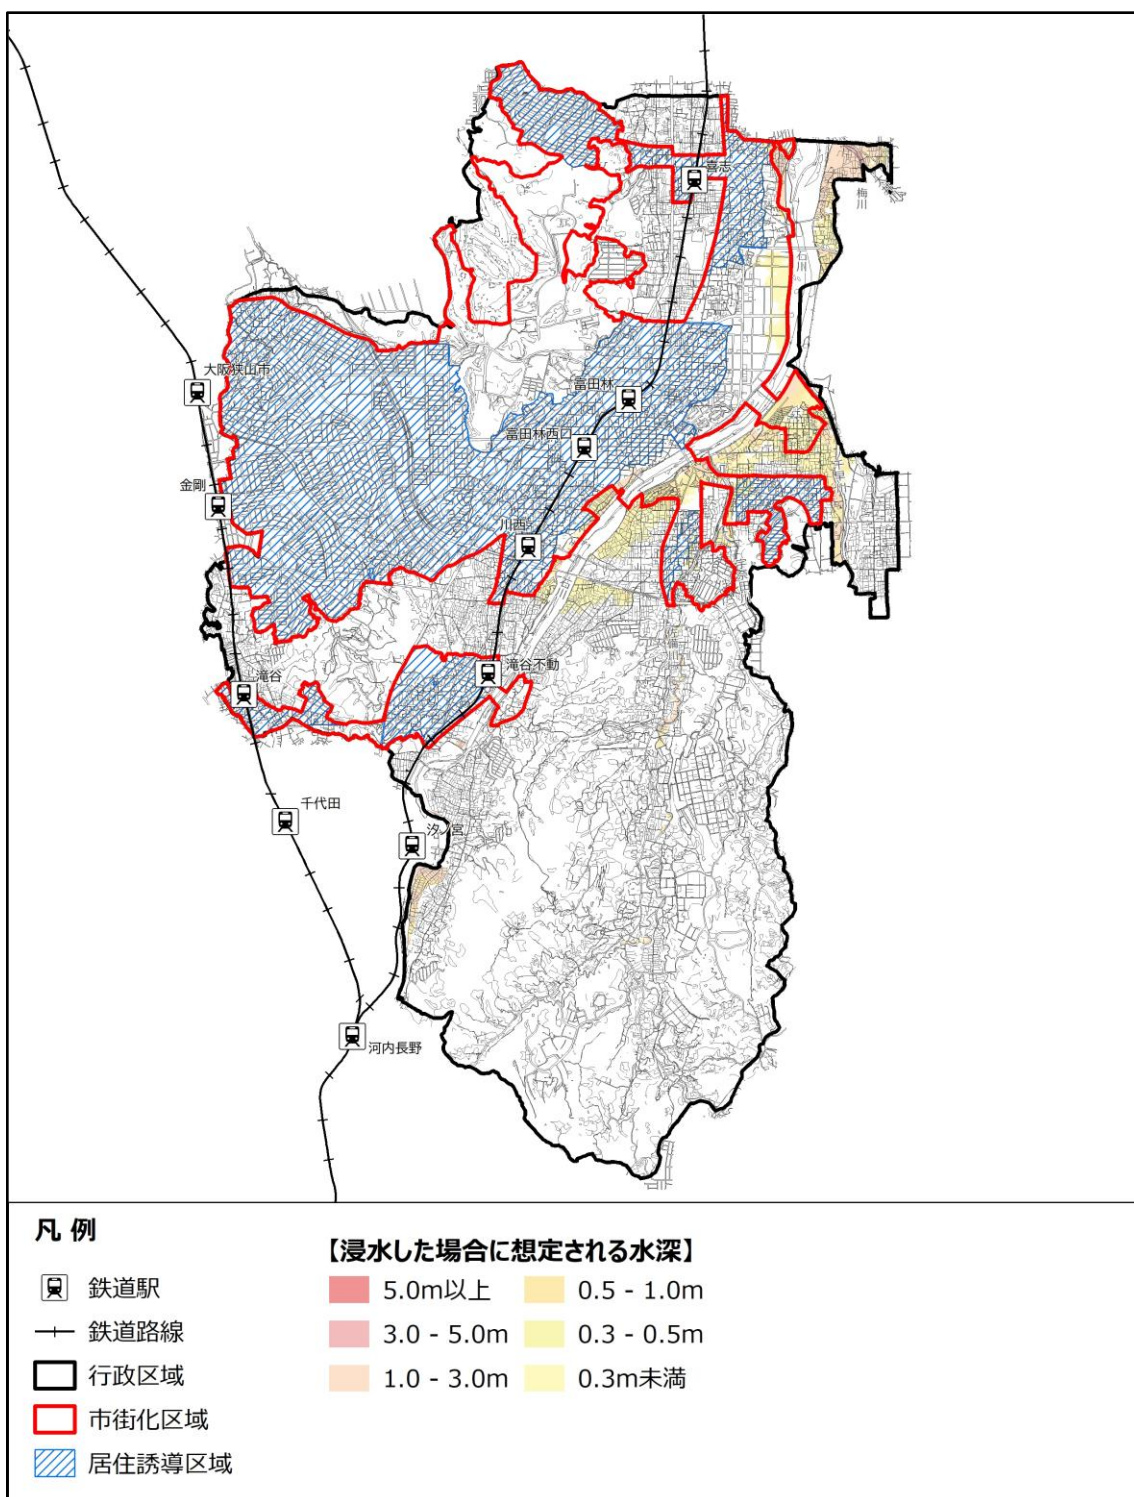 喜志
梅川
石川
大阪狭山市
富田林
富田林西口
金剛
川西
佐備川
滝谷不動
滝谷
千代田
汐ノ宮
河内長野
凡 例
鉄道駅
鉄道路線
行政区域
市街化区域
居住誘導区域
【浸水した場合に想定される水深】
5.0m以上
3.0 - 5.0m
1.0 - 3.0m
0.5 - 1.0m
0.3 - 0.5m
0.3m未満